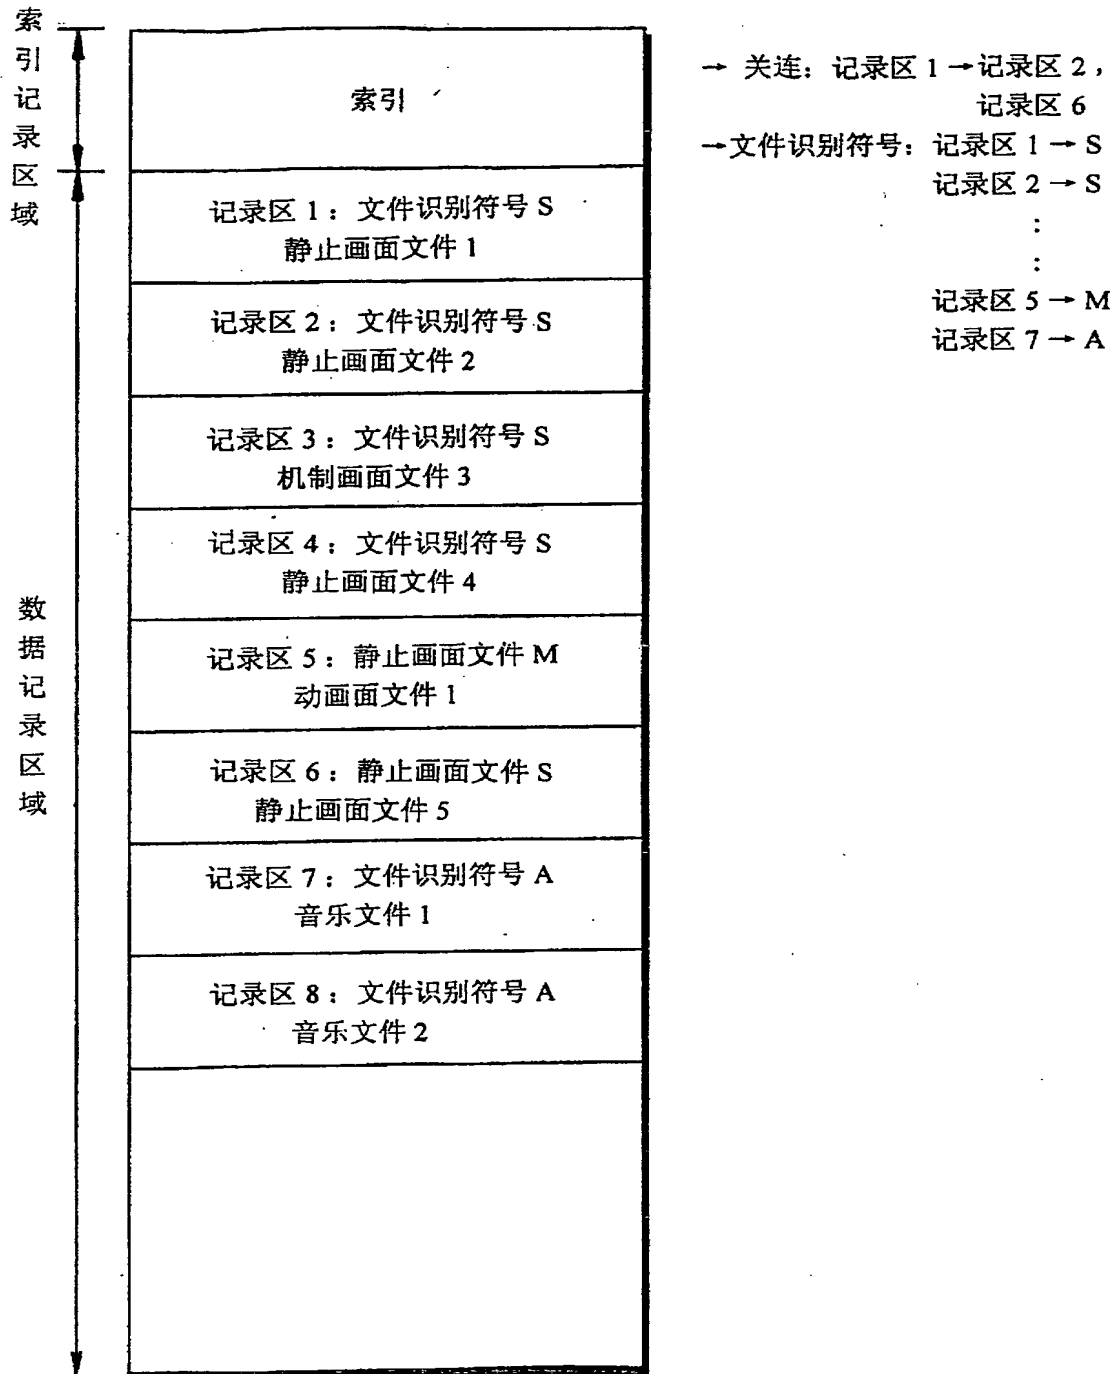 索引记录区域
索引
→ 关连：记录区 1 → 记录区 2，
记录区 6
→文件识别符号：记录区 1 → S
记录区 2 → S
:
:
记录区 5 → M
记录区 7 → A
数据记录区域
记录区 1：文件识别符号 S
静止画面文件 1
记录区 2：文件识别符号 S
静止画面文件 2
记录区 3：文件识别符号 S
机制画面文件 3
记录区 4：文件识别符号 S
静止画面文件 4
记录区 5：静止画面文件 M
动画面文件 1
记录区 6：静止画面文件 S
静止画面文件 5
记录区 7：文件识别符号 A
音乐文件 1
记录区 8：文件识别符号 A
音乐文件 2